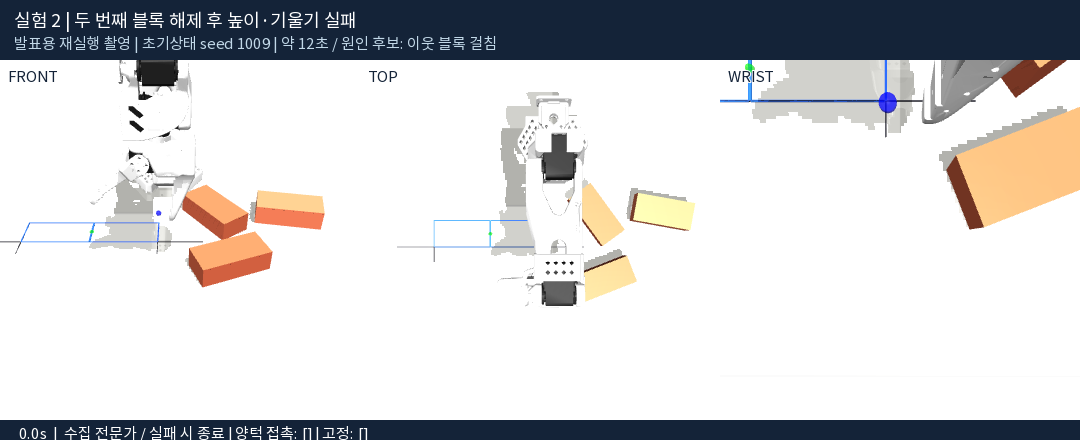 실험 2 | 두 번째 블록 해제 후 높이·기울기 실패
발표용 재실행 촬영 | 초기상태 seed 1009 | 약 12초 / 원인 후보: 이웃 블록 걸침
FRONT
TOP
WRIST
0.0s | 수집 전문가 / 실패 시 종료 | 양턱 접촉: [] | 고정: []